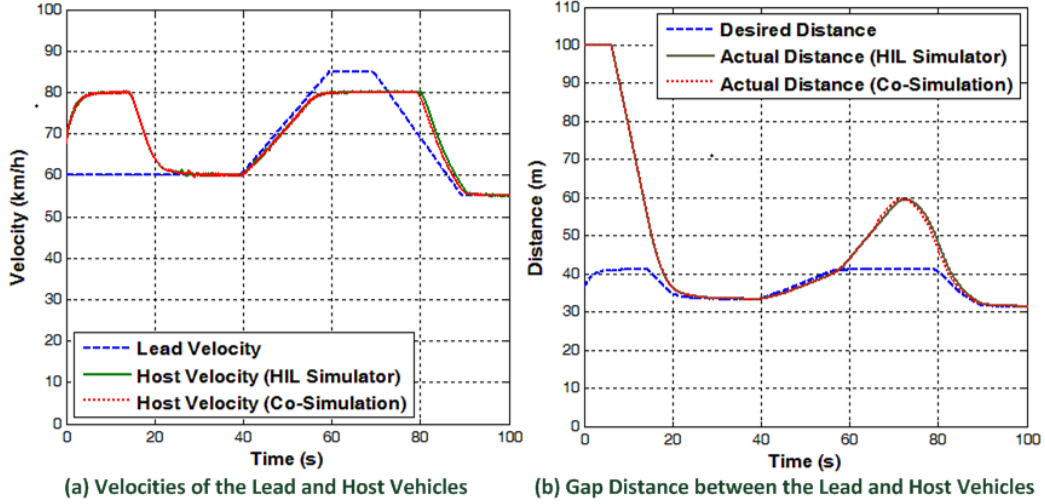 100
90
80
70
60
50
40
30
20
10
0
Velocity (km/h)
Lead Velocity
Host Velocity (HIL Simulator)
Host Velocity (Co-Simulation)
0 20 40 60 80 100
Time (s)
(a) Velocities of the Lead and Host Vehicles
110
100
90
80
70
60
50
40
30
20
10
0
Distance (m)
Desired Distance
Actual Distance (HIL Simulator)
Actual Distance (Co-Simulation)
0 20 40 60 80 100
Time (s)
(b) Gap Distance between the Lead and Host Vehicles